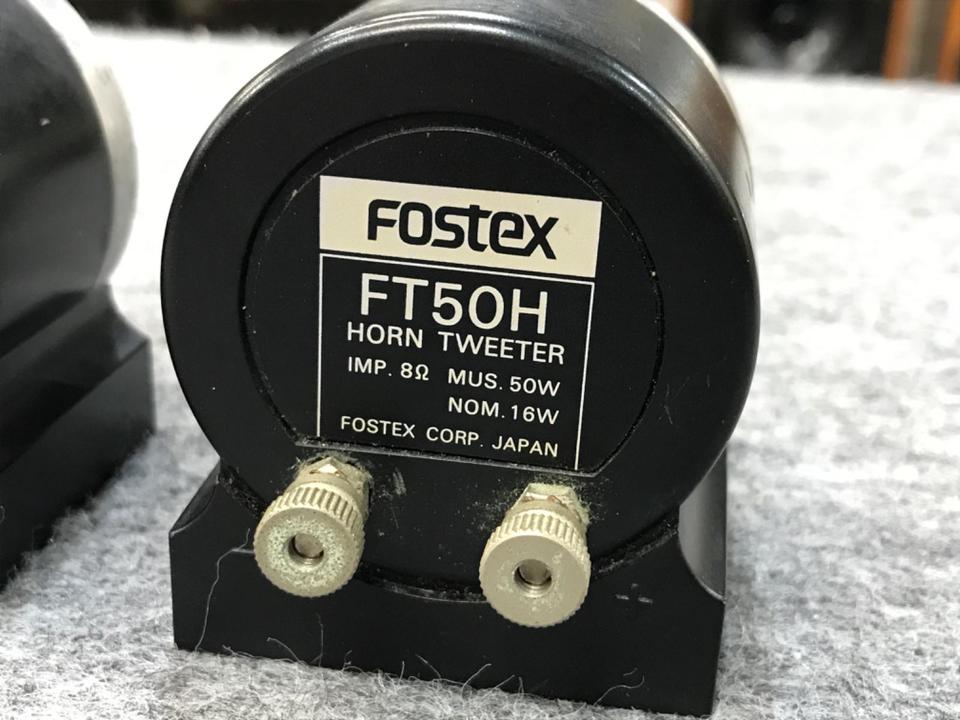 FOSTEX
FT50H
HORN TWEETER
IMP. 8Ω MUS. 50W
NOM. 16W
FOSTEX CORP. JAPAN
+